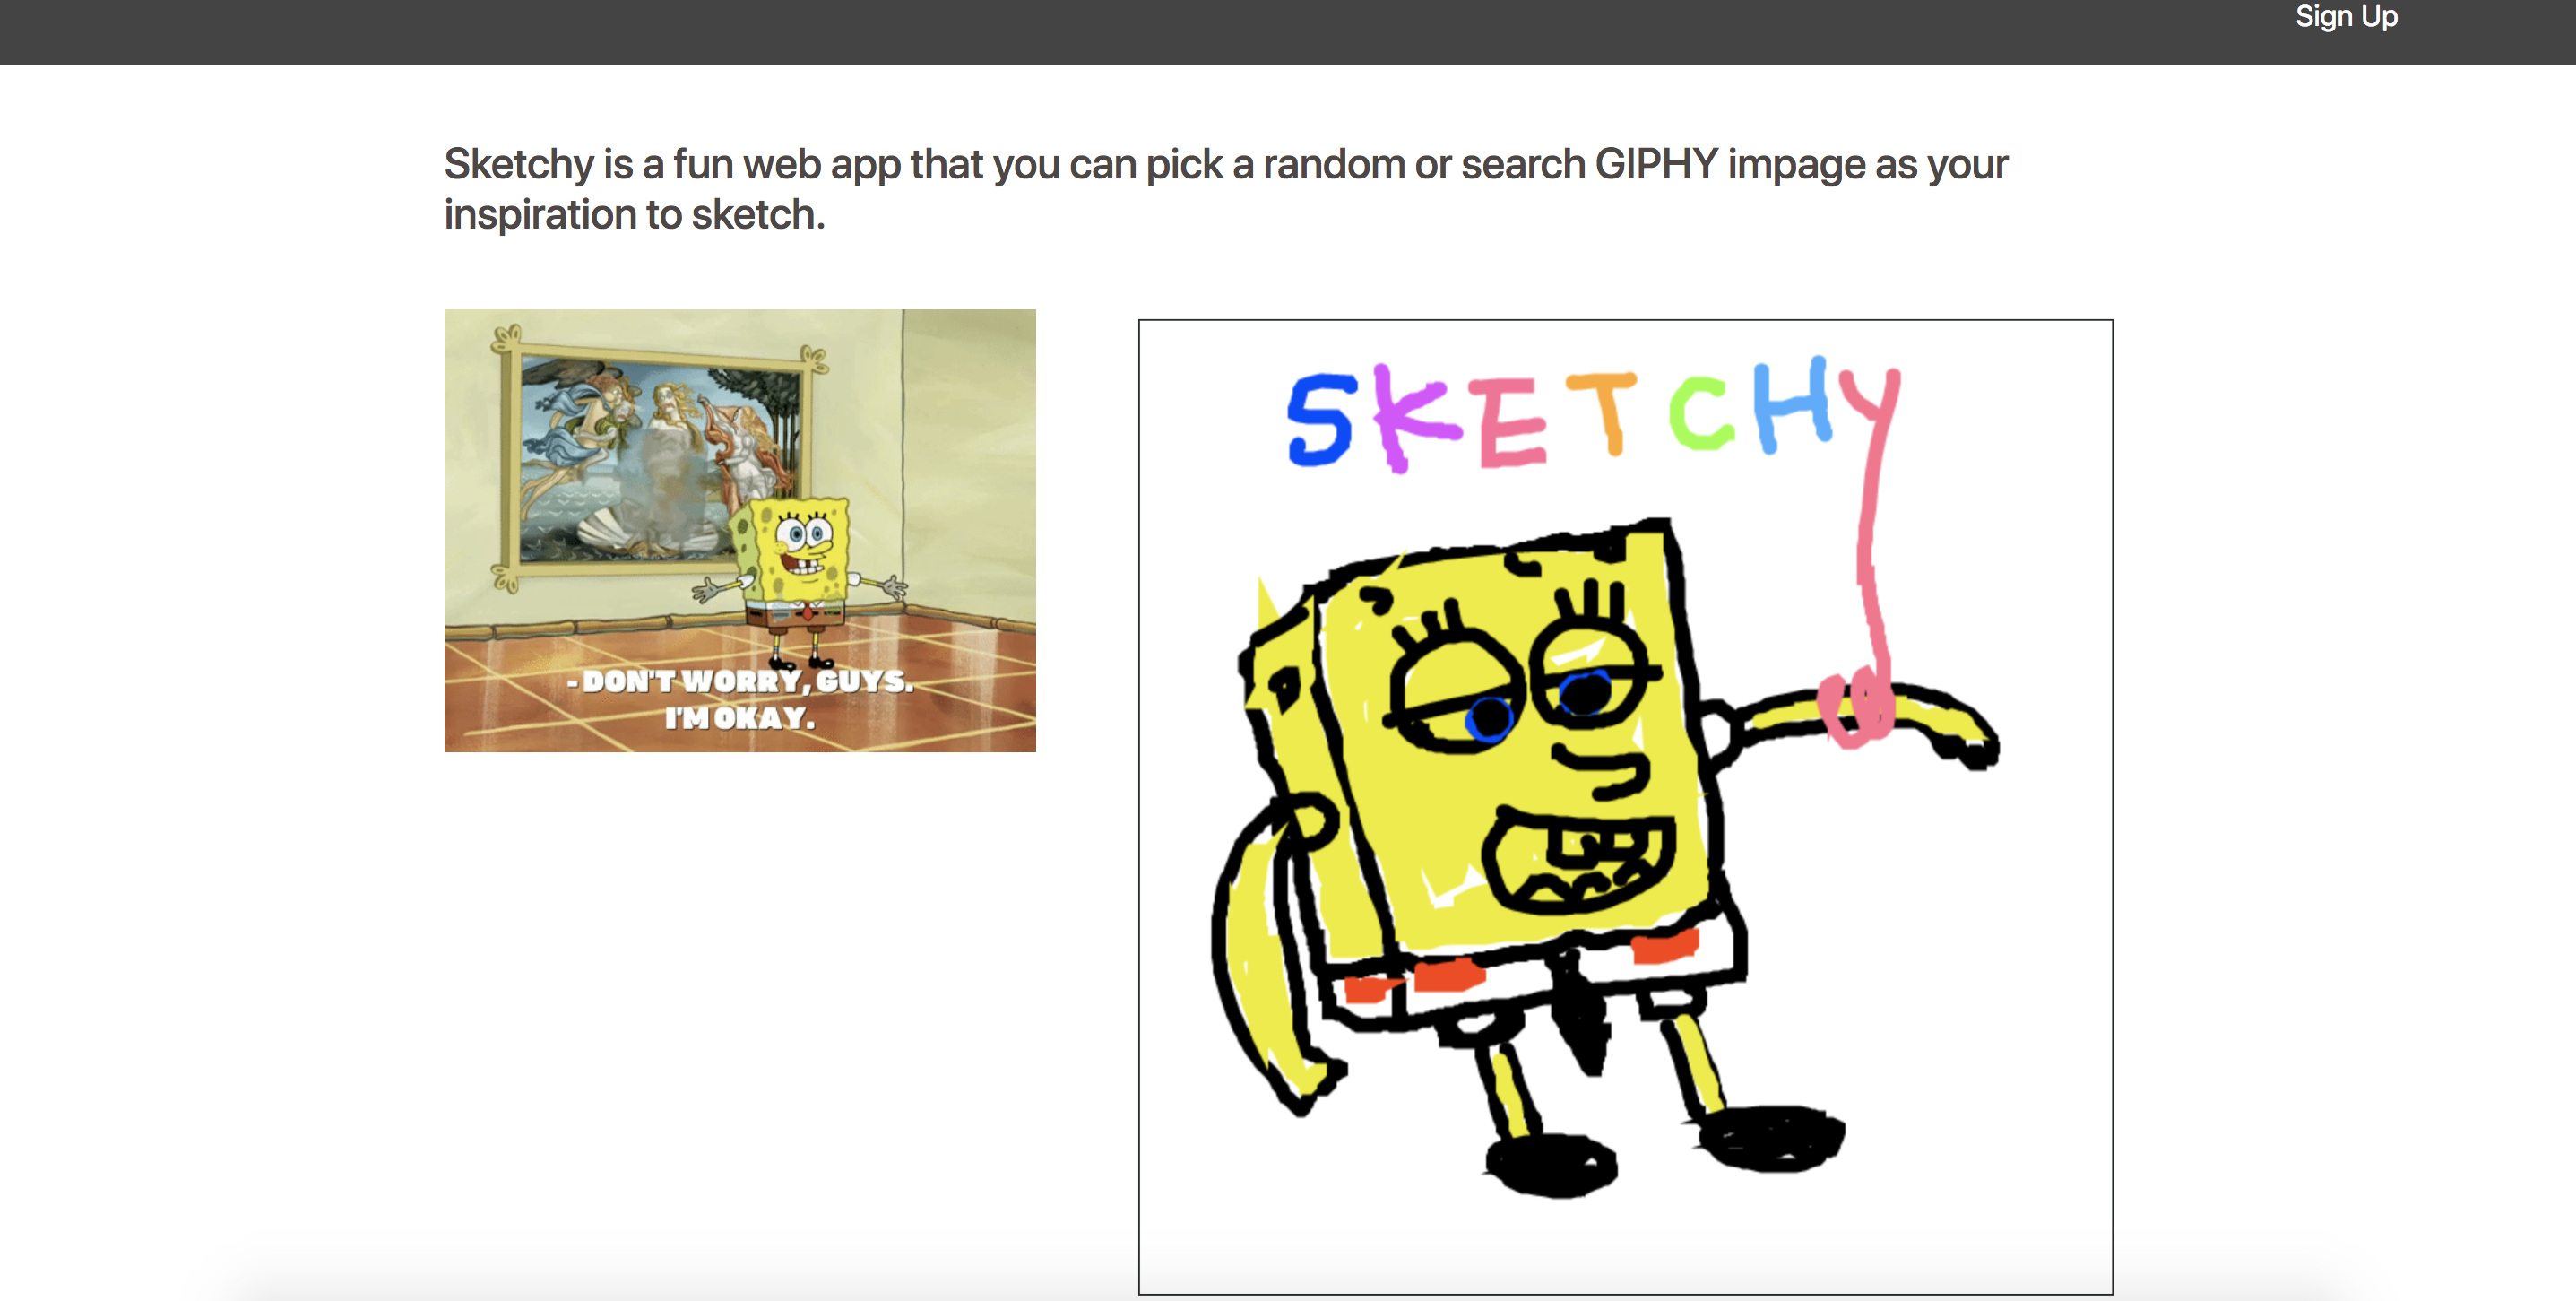 Sign Up
Sketchy is a fun web app that you can pick a random or search GIPHY impage as your
inspiration to sketch.
- DON'T WORRY, GUYS.
I'M OKAY.
SKETCHY